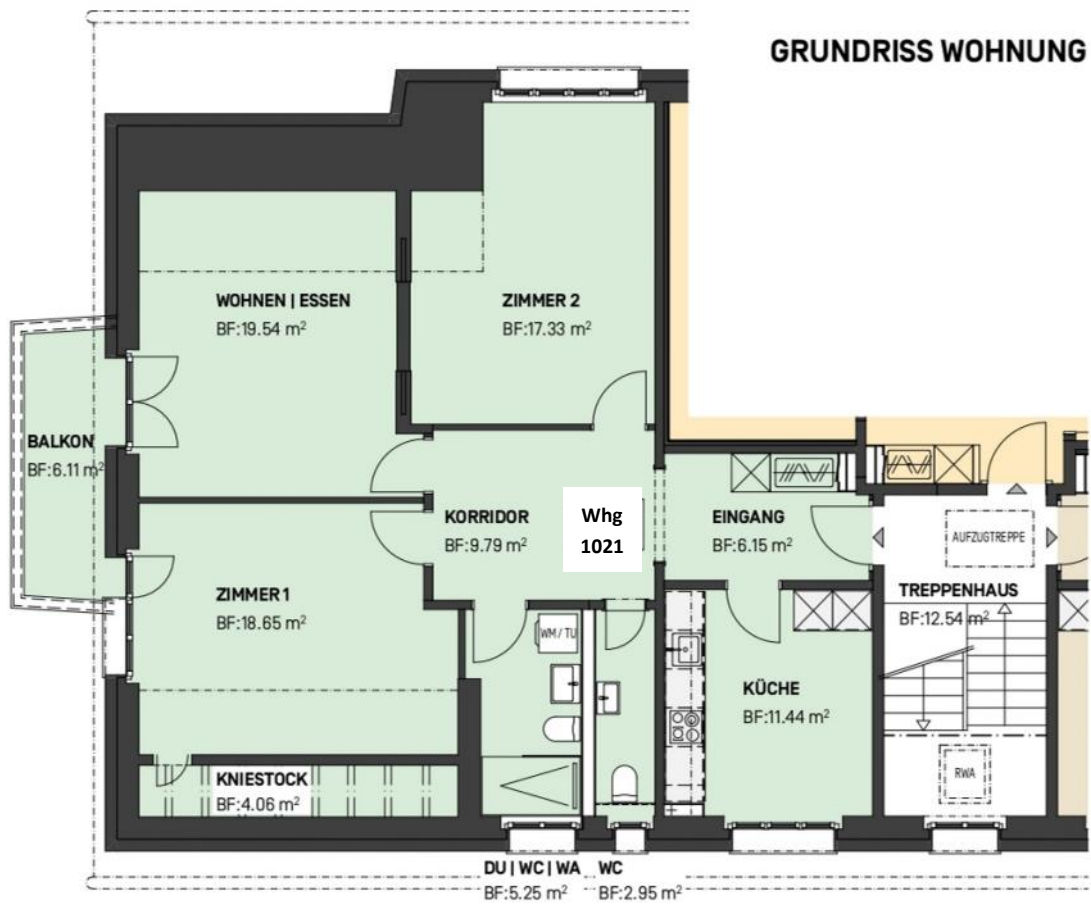 GRUNDRISS WOHNUNG
WOHNEN | ESSEN
BF:19.54 m²
ZIMMER 2
BF:17.33 m²
BALKON
BF:6.11 m²
KORRIDOR
BF:9.79 m²
Whg
1021
EINGANG
BF:6.15 m²
AUFZUGTREPPE
TREPPENHAUS
BF:12.54 m²
ZIMMER 1
BF:18.65 m²
WM / TU
KÜCHE
BF:11.44 m²
RWA
KNIESTOCK
BF:4.06 m²
DU | WC | WA
BF:5.25 m²
WC
BF:2.95 m²